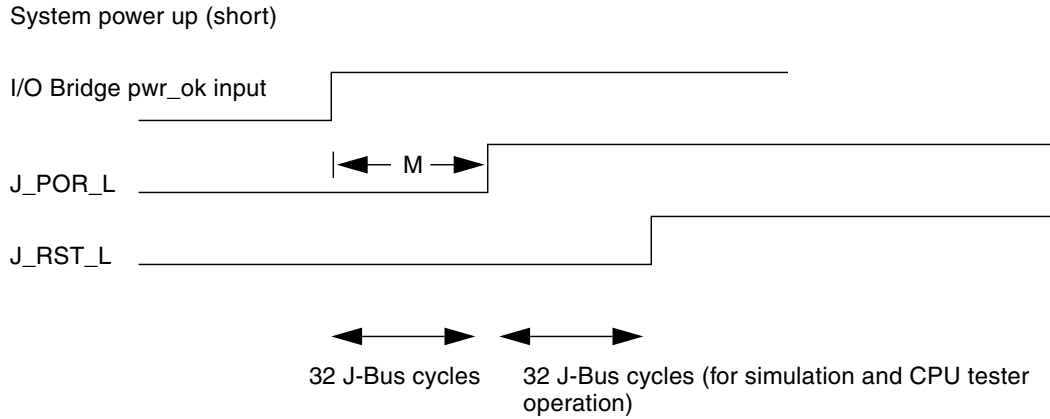 System power up (short)
I/O Bridge pwr_ok input
M
J_POR_L
J_RST_L
32 J-Bus cycles
32 J-Bus cycles (for simulation and CPU tester
operation)